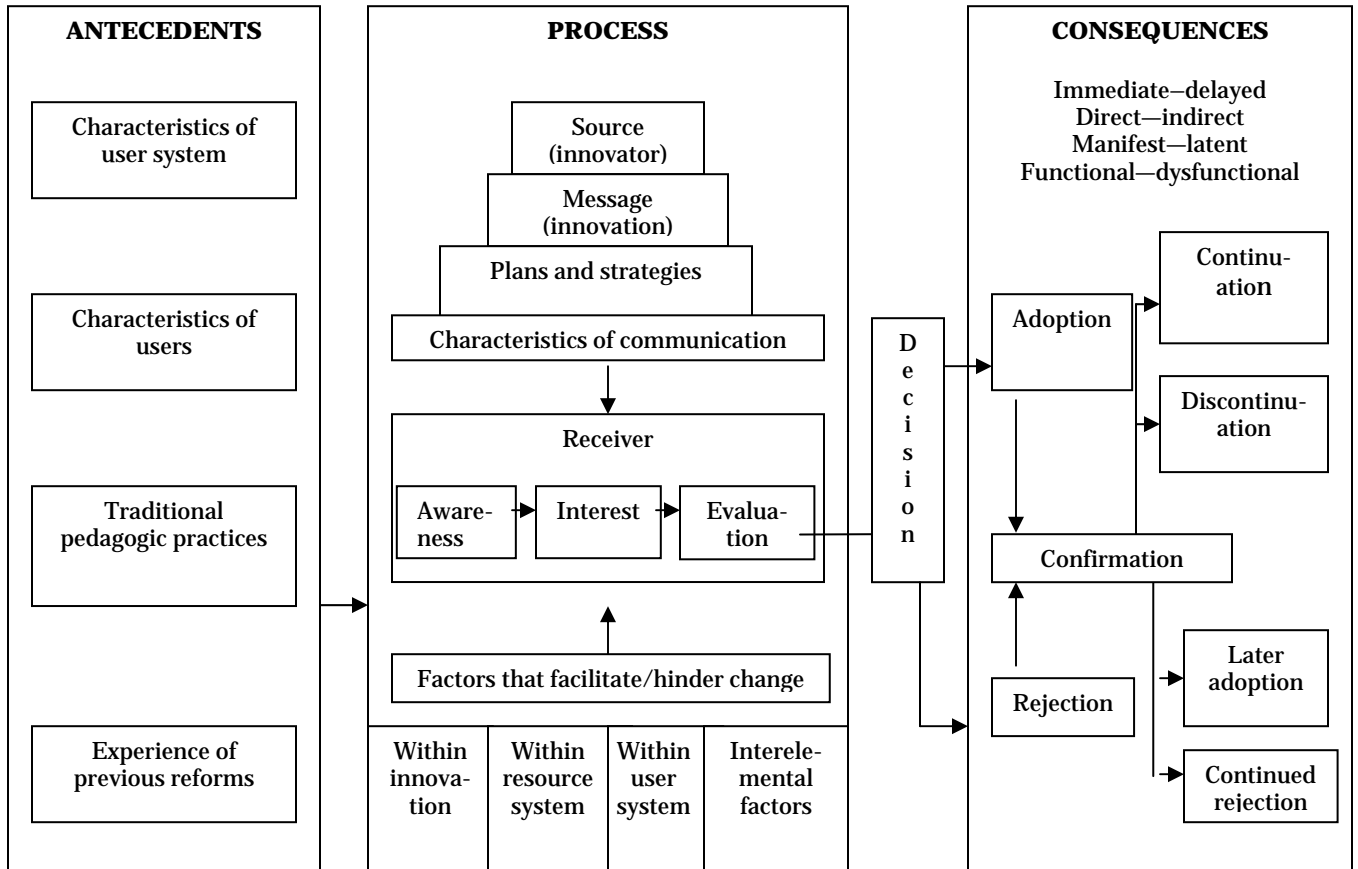 ANTECEDENTS
Characteristics of
user system
Characteristics of
users
Traditional
pedagogic practices
Experience of
previous reforms
PROCESS
Source
(innovator)
Message
(innovation)
Plans and strategies
Characteristics of communication
Receiver
Aware-
ness
Interest
Evalua-
tion
Factors that facilitate/hinder change
Within
innova-
tion
Within
resource
system
Within
user
system
Interele-
mental
factors
D
e
c
i
s
i
o
n
CONSEQUENCES
Immediate—delayed
Direct—indirect
Manifest—latent
Functional—dysfunctional
Adoption
Continu-
ation
Discontinu-
ation
Confirmation
Rejection
Later
adoption
Continued
rejection